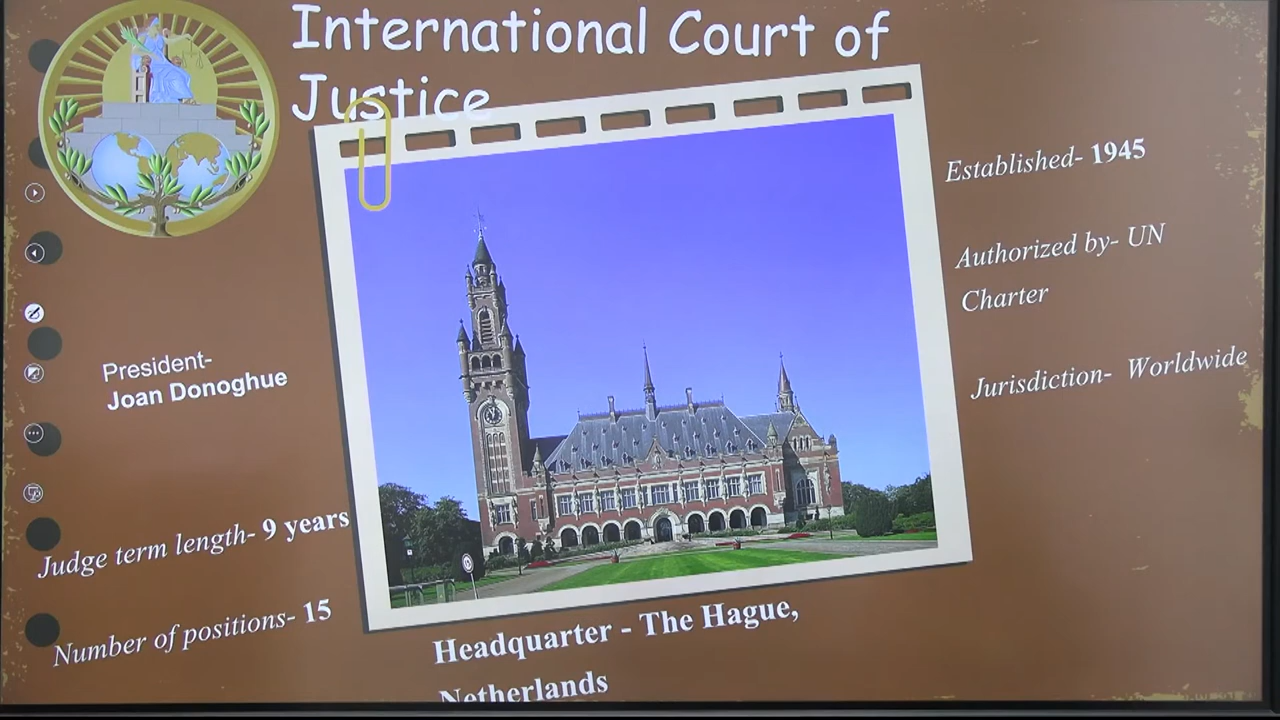 International Court of
Justice
Established- 1945
Authorized by- UN
Charter
Jurisdiction- Worldwide
President-
Joan Donoghue
Judge term length- 9 years
Number of positions- 15
Headquarter - The Hague,
Netherlands